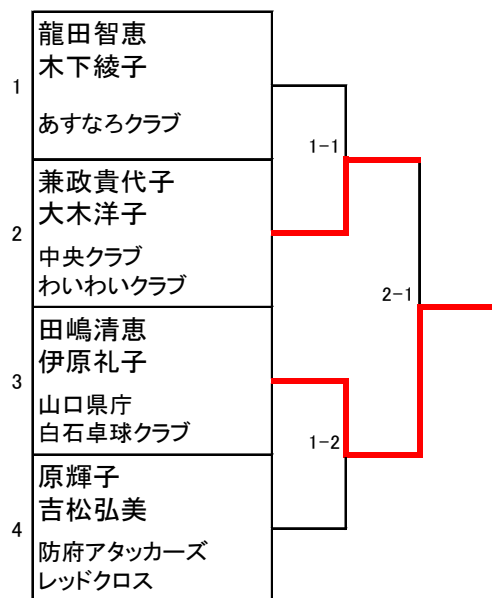 1
龍田智恵
木下綾子
あすなろクラブ
2
兼政貴代子
大木洋子
中央クラブ
わいわいクラブ
3
田嶋清恵
伊原礼子
山口県庁
白石卓球クラブ
4
原輝子
吉松弘美
防府アタッカーズ
レッドクロス
1-1
1-2
2-1